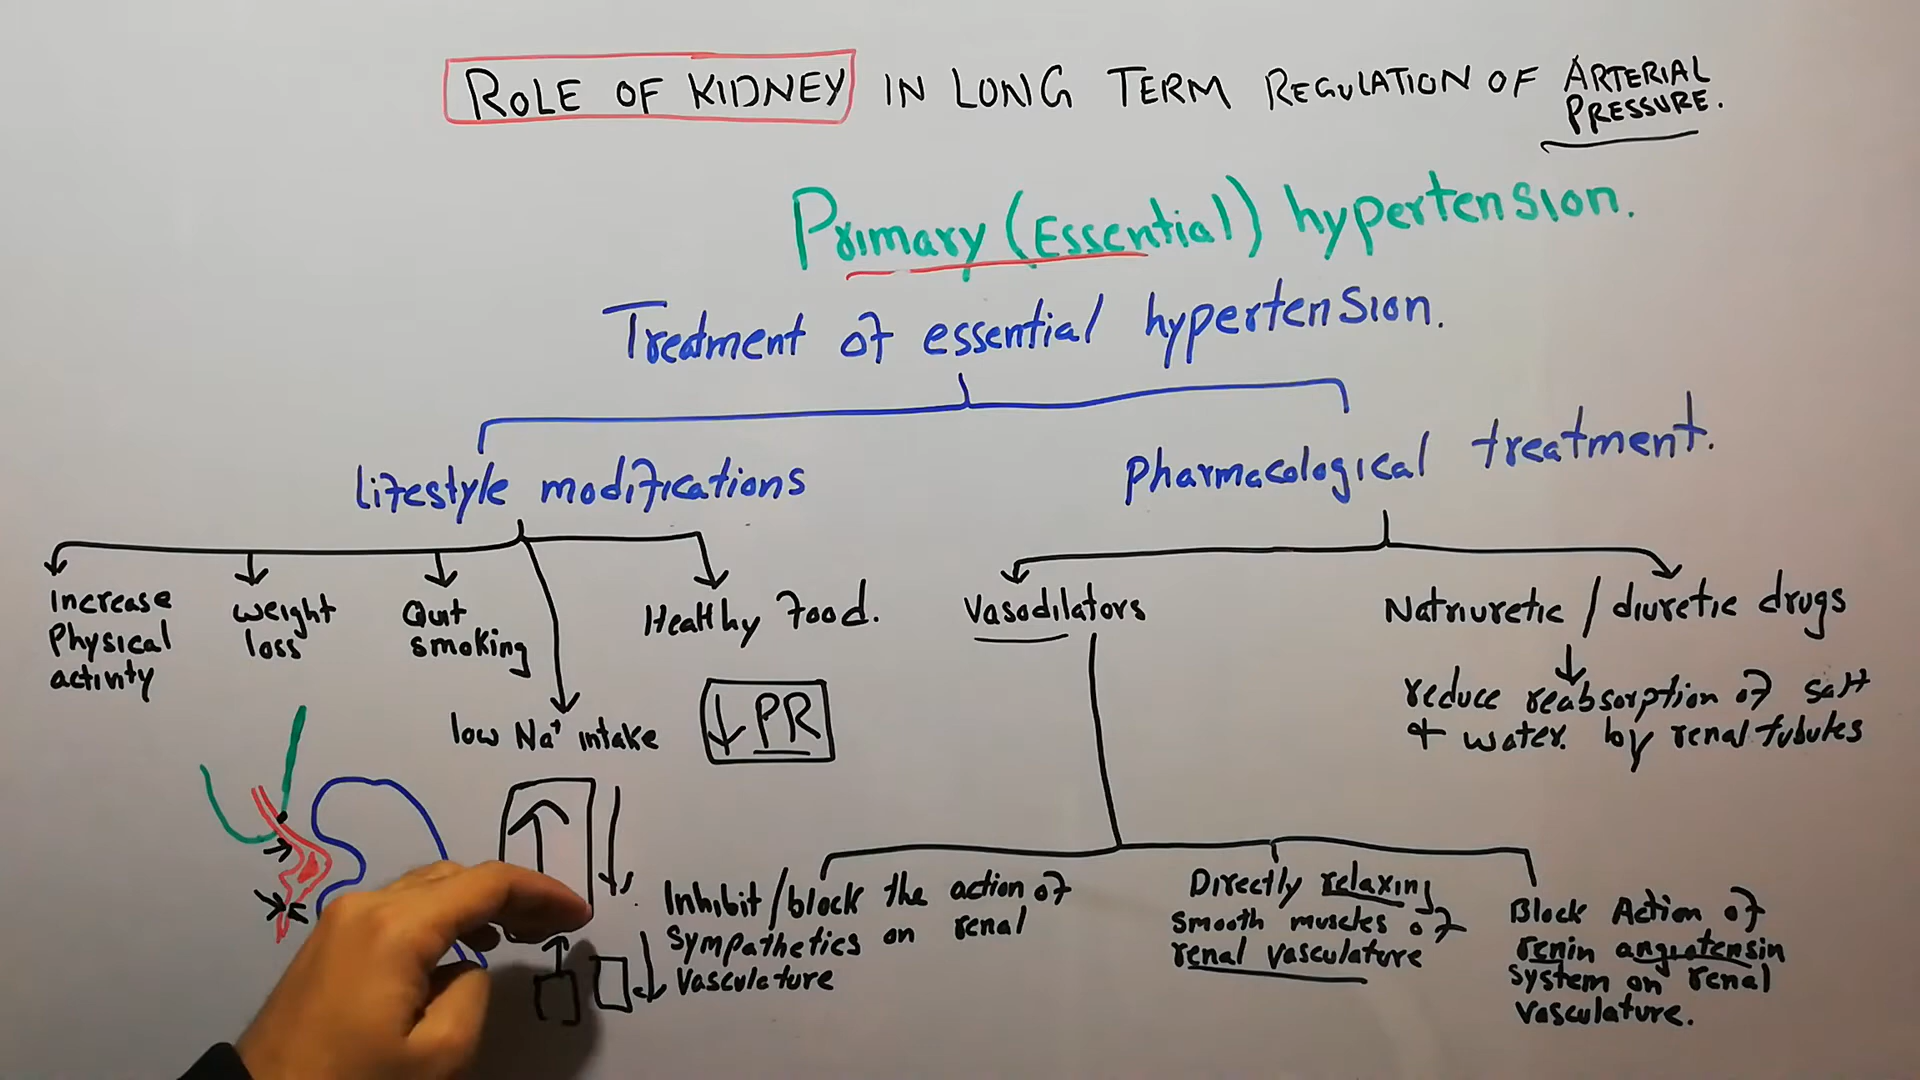 ROLE OF KIDNEY IN LONG TERM REGULATION OF ARTERIAL
PRESSURE.
Primary (Essential) hypertension.
Treatment of essential hypertension.
Lifestyle modifications
Pharmacological treatment.
Increase
Physical
activity
weight
loss
Quit
smoking
low Na+ intake
Healthy Food.
↓ PR
Vasodilators
Natriuretic / diuretic drugs
reduce reabsorption of salt
+ water. by renal tubules
Inhibit/block the action of
sympathetics on renal
vasculature
Directly relaxing
smooth muscles of
renal vasculature
Block Action of
renin angiotensin
system on renal
vasculature.